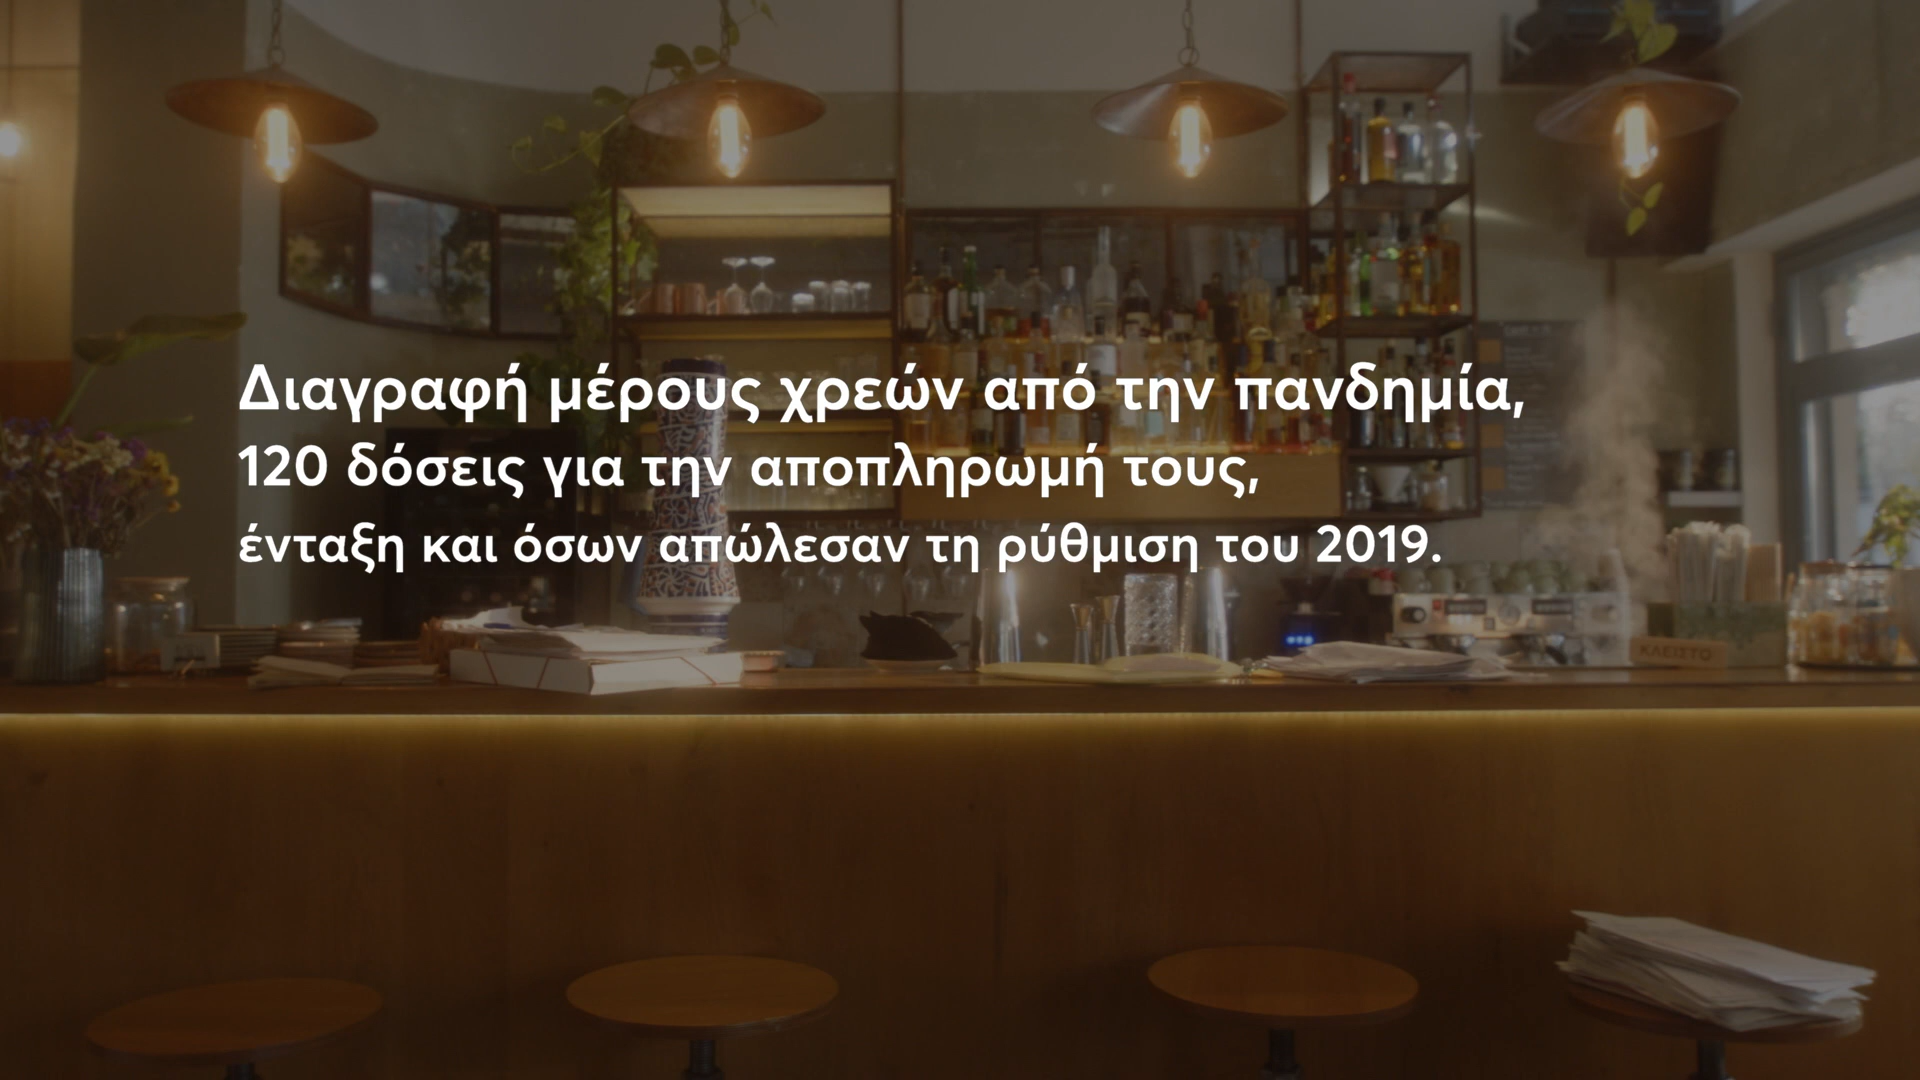 Διαγραφή μέρους χρεών από την πανδημία,
120 δόσεις για την αποπληρωμή τους,
ένταξη και όσων απώλεσαν τη ρύθμιση του 2019.
ΚΛΕΙΣΤΟ